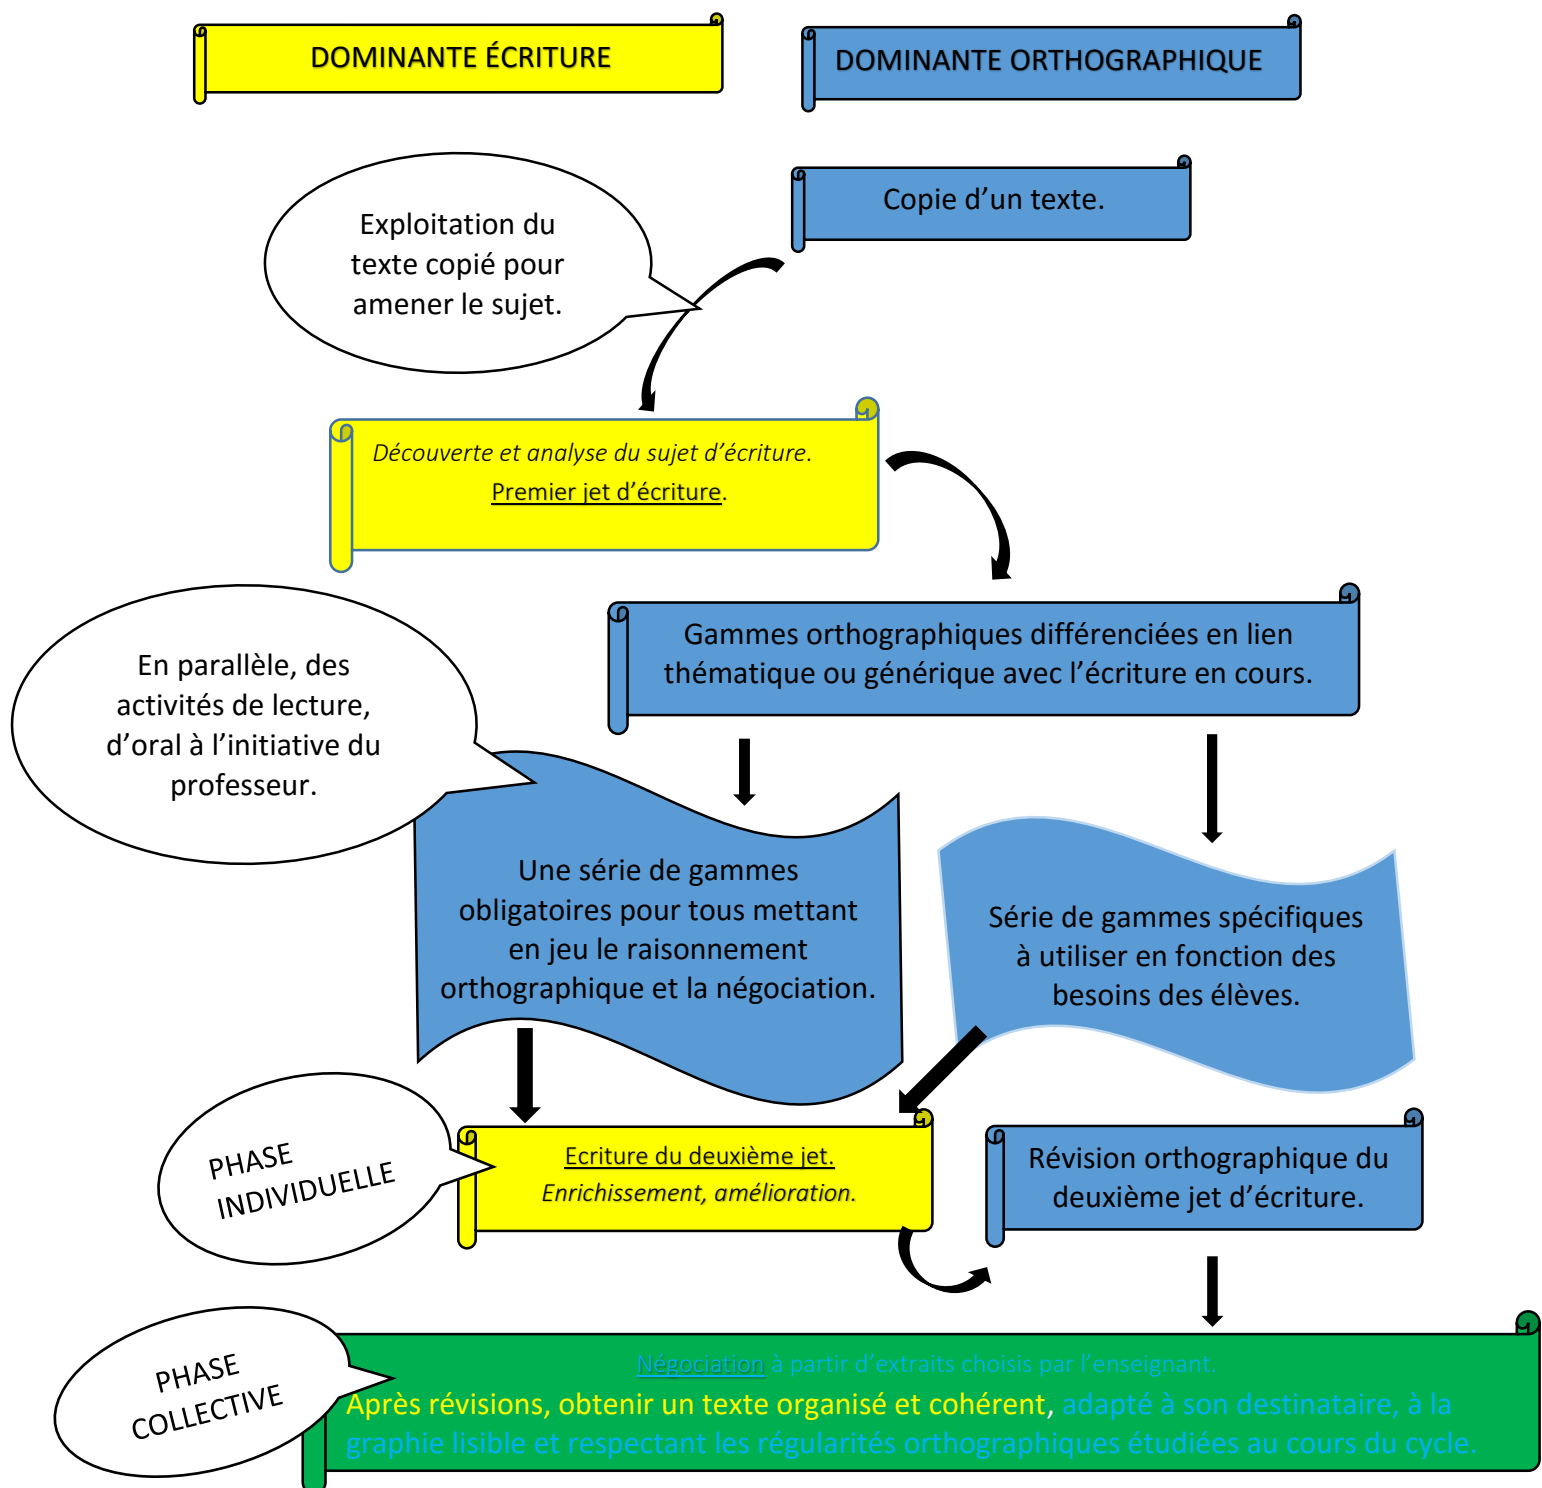 DOMINANTE ÉCRITURE
DOMINANTE ORTHOGRAPHIQUE
Copie d’un texte.
Exploitation du
texte copié pour
amener le sujet.
Découverte et analyse du sujet d’écriture.
Premier jet d’écriture.
Gammes orthographiques différenciées en lien
thématique ou générique avec l’écriture en cours.
En parallèle, des
activités de lecture,
d’oral à l’initiative du
professeur.
Une série de gammes
obligatoires pour tous mettant
en jeu le raisonnement
orthographique et la négociation.
Série de gammes spécifiques
à utiliser en fonction des
besoins des élèves.
PHASE
INDIVIDUELLE
Ecriture du deuxième jet.
Enrichissement, amélioration.
Révision orthographique du
deuxième jet d’écriture.
PHASE
COLLECTIVE
Négociation à partir d’extraits choisis par l’enseignant.
Après révisions, obtenir un texte organisé et cohérent, adapté à son destinataire, à la
graphie lisible et respectant les régularités orthographiques étudiées au cours du cycle.